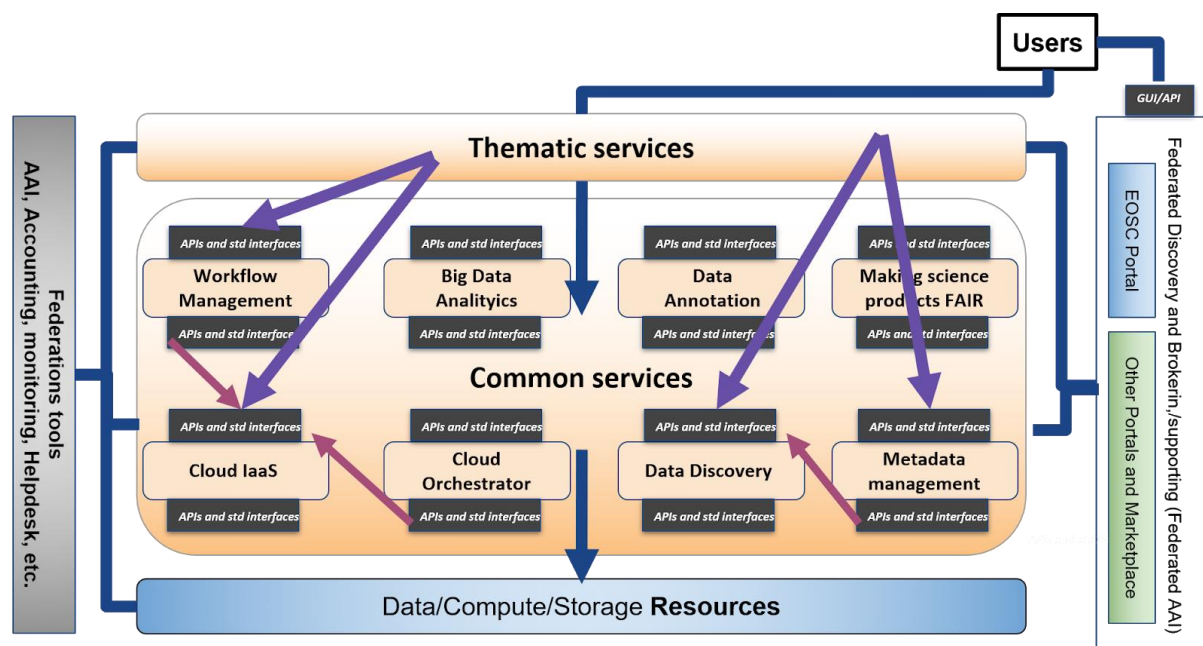 Users
GUI/API
Thematic services
APIs and std interfaces
APIs and std interfaces
APIs and std interfaces
APIs and std interfaces
Workflow
Management
Big Data
Analityics
Data
Annotation
Making science
products FAIR
APIs and std interfaces
APIs and std interfaces
APIs and std interfaces
APIs and std interfaces
Common services
APIs and std interfaces
APIs and std interfaces
APIs and std interfaces
APIs and std interfaces
Cloud IaaS
Cloud
Orchestrator
Data Discovery
Metadada
management
APIs and std interfaces
APIs and std interfaces
APIs and std interfaces
APIs and std interfaces
Data/Compute/Storage Resources
Federations tools
AAI, Accounting, monitoring, Helpdesk, etc.
Federated Discovery and Brokerin,/supporting (Federated AAI)
EOSC Portal
Other Portals and Marketplace